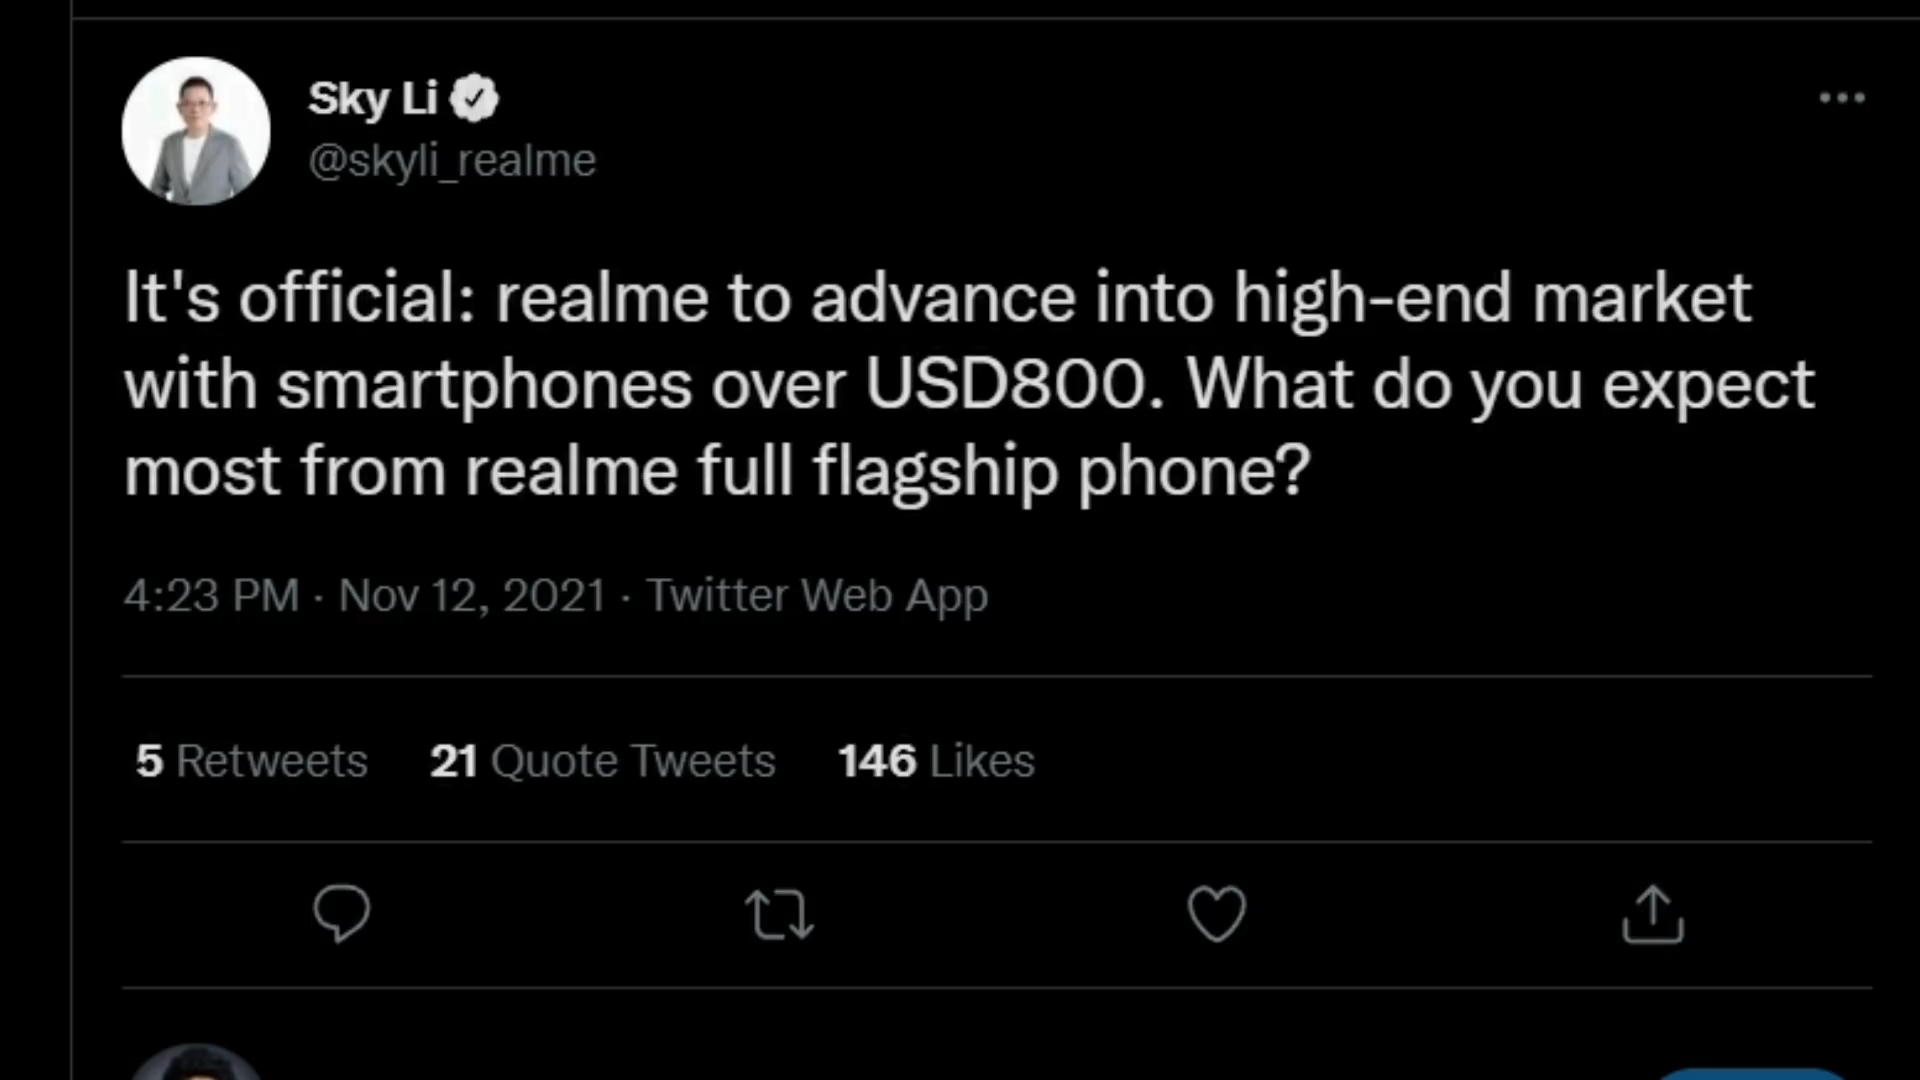 Sky Li
@skyli_realme
It's official: realme to advance into high-end market
with smartphones over USD800. What do you expect
most from realme full flagship phone?
4:23 PM · Nov 12, 2021 · Twitter Web App
5 Retweets 21 Quote Tweets 146 Likes